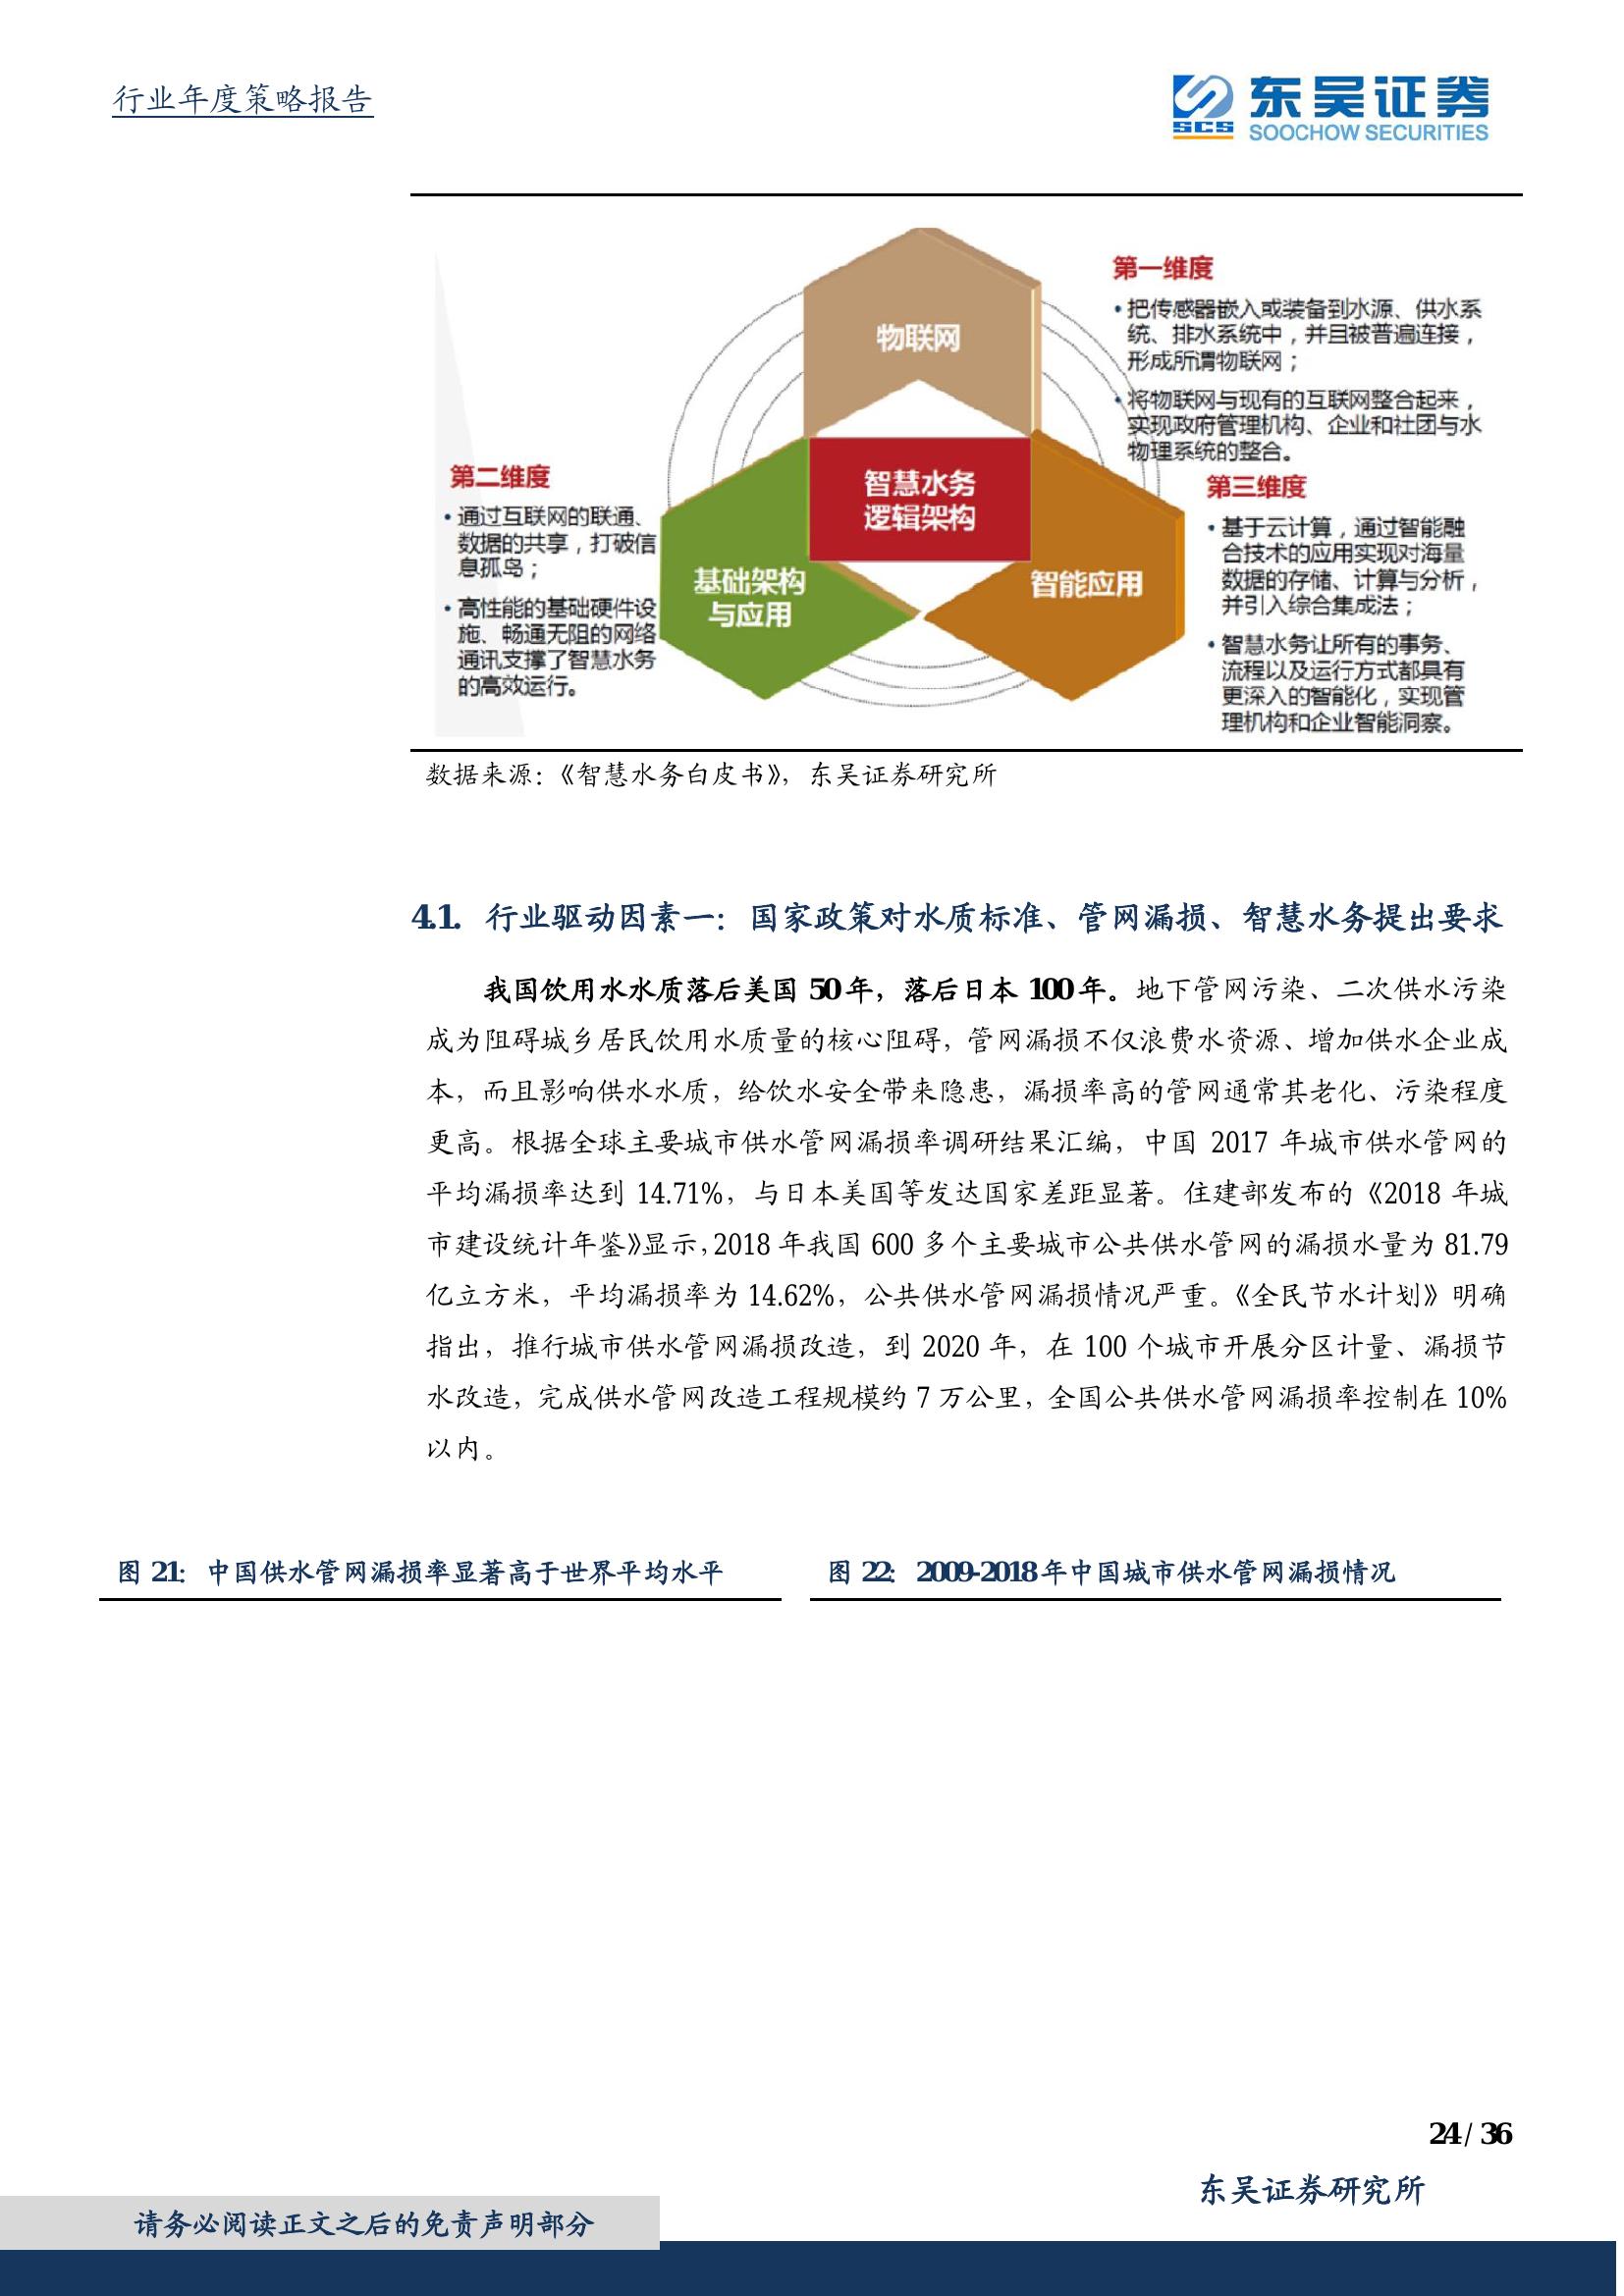 行业年度策略报告
东吴证券
SCS
SOOCHOW SECURITIES
物联网
智慧水务
逻辑架构
基础架构
与应用
智能应用
第一维度
•把传感器嵌入或装备到水源、供水系
统、排水系统中，并且被普遍连接，
形成所谓物联网；
•将物联网与现有的互联网整合起来，
实现政府管理机构、企业和社团与水
物理系统的整合。
第二维度
•通过互联网的联通、
数据的共享，打破信
息孤岛；
•高性能的基础硬件设
施、畅通无阻的网络
通讯支撑了智慧水务
的高效运行。
第三维度
•基于云计算，通过智能融
合技术的应用实现对海量
数据的存储、计算与分析，
并引入综合集成法；
•智慧水务让所有的事务、
流程以及运行方式都具有
更深入的智能化，实现管
理机构和企业智能洞察。
数据来源：《智慧水务白皮书》，东吴证券研究所
4.1. 行业驱动因素一：国家政策对水质标准、管网漏损、智慧水务提出要求
我国饮用水水质落后美国 50 年，落后日本 100 年。地下管网污染、二次供水污染
成为阻碍城乡居民饮用水质量的核心阻碍，管网漏损不仅浪费水资源、增加供水企业成
本，而且影响供水水质，给饮水安全带来隐患，漏损率高的管网通常其老化、污染程度
更高。根据全球主要城市供水管网漏损率调研结果汇编，中国 2017 年城市供水管网的
平均漏损率达到 14.71%，与日本美国等发达国家差距显著。住建部发布的《2018 年城
市建设统计年鉴》显示，2018 年我国 600 多个主要城市公共供水管网的漏损水量为 81.79
亿立方米，平均漏损率为 14.62%，公共供水管网漏损情况严重。《全民节水计划》明确
指出，推行城市供水管网漏损改造，到 2020 年，在 100 个城市开展分区计量、漏损节
水改造，完成供水管网改造工程规模约 7 万公里，全国公共供水管网漏损率控制在 10%
以内。
图 21： 中国供水管网漏损率显著高于世界平均水平
图 22： 2009-2018 年中国城市供水管网漏损情况
24 / 36
东吴证券研究所
请务必阅读正文之后的免责声明部分